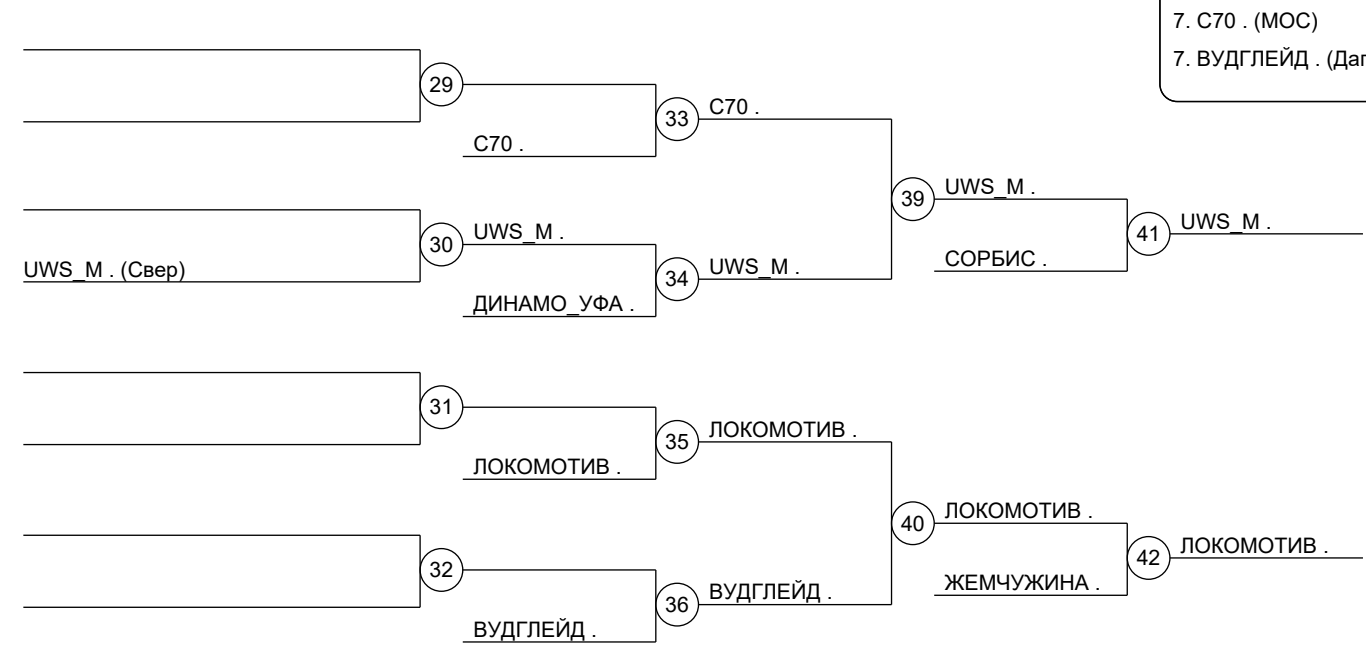 7. С70 . (МОС)
7. ВУДГЛЕЙД . (Даг
29
С70 .
33
С70 .
39
UWS_M .
UWS_M . (Свер)
30
UWS_M .
ДИНАМО_УФА .
34
UWS_M .
СОРБИС .
41
UWS_M .
31
ЛОКОМОТИВ .
35
ЛОКОМОТИВ .
40
ЛОКОМОТИВ .
32
ВУДГЛЕЙД .
36
ВУДГЛЕЙД .
ЖЕМЧУЖИНА .
42
ЛОКОМОТИВ .